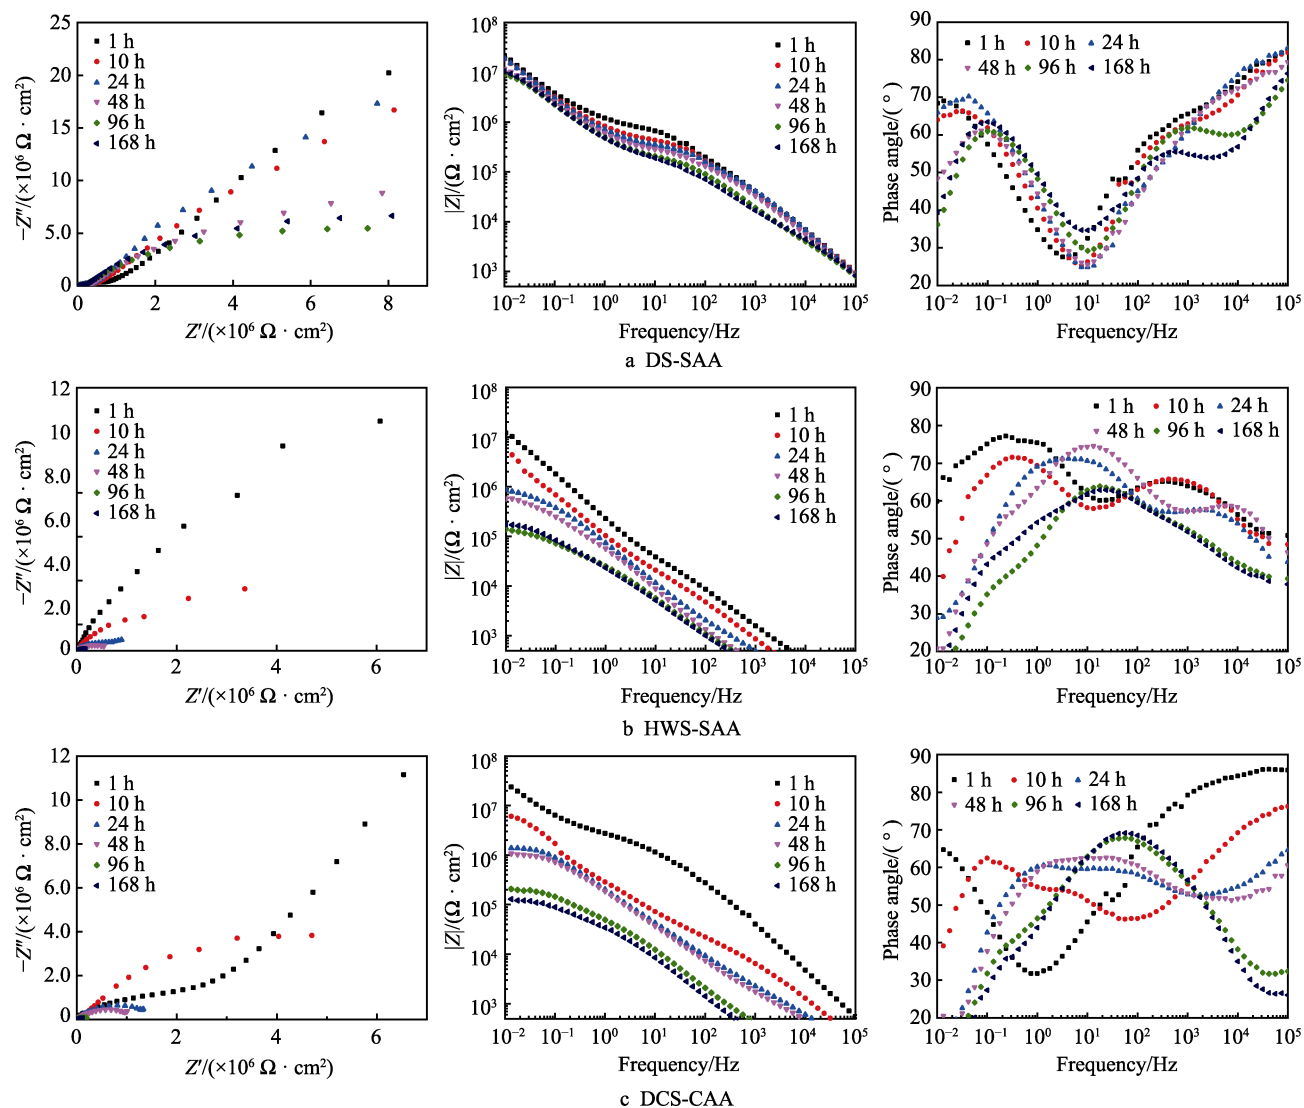 25
20
15
10
5.0
0
−Z″/(×10⁶ Ω · cm²)
1 h
10 h
24 h
48 h
96 h
168 h
0 2 4 6 8
Z′/(×10⁶ Ω · cm²)
10⁸
10⁷
10⁶
10⁵
10⁴
10³
|Z|/(Ω · cm²)
1 h
10 h
24 h
48 h
96 h
168 h
10⁻² 10⁻¹ 10⁰ 10¹ 10² 10³ 10⁴ 10⁵
Frequency/Hz
90
80
70
60
50
40
30
20
Phase angle/( ° )
1 h 10 h 24 h
48 h 96 h 168 h
10⁻² 10⁻¹ 10⁰ 10¹ 10² 10³ 10⁴ 10⁵
Frequency/Hz
a DS-SAA
12
10
8.0
6.0
4.0
2.0
0
−Z″/(×10⁶ Ω · cm²)
1 h
10 h
24 h
48 h
96 h
168 h
0 2 4 6
Z′/(×10⁶ Ω · cm²)
10⁸
10⁷
10⁶
10⁵
10⁴
10³
|Z|/(Ω · cm²)
1 h
10 h
24 h
48 h
96 h
168 h
10⁻² 10⁻¹ 10⁰ 10¹ 10² 10³ 10⁴ 10⁵
Frequency/Hz
90
80
70
60
50
40
30
20
Phase angle/( ° )
1 h 10 h 24 h
48 h 96 h 168 h
10⁻² 10⁻¹ 10⁰ 10¹ 10² 10³ 10⁴ 10⁵
Frequency/Hz
b HWS-SAA
12
10
8.0
6.0
4.0
2.0
0
−Z″/(×10⁶ Ω · cm²)
1 h
10 h
24 h
48 h
96 h
168 h
0 2 4 6
Z′/(×10⁶ Ω · cm²)
10⁸
10⁷
10⁶
10⁵
10⁴
10³
|Z|/(Ω · cm²)
1 h
10 h
24 h
48 h
96 h
168 h
10⁻² 10⁻¹ 10⁰ 10¹ 10² 10³ 10⁴ 10⁵
Frequency/Hz
90
80
70
60
50
40
30
20
Phase angle/( ° )
1 h 10 h 24 h
48 h 96 h 168 h
10⁻² 10⁻¹ 10⁰ 10¹ 10² 10³ 10⁴ 10⁵
Frequency/Hz
c DCS-CAA